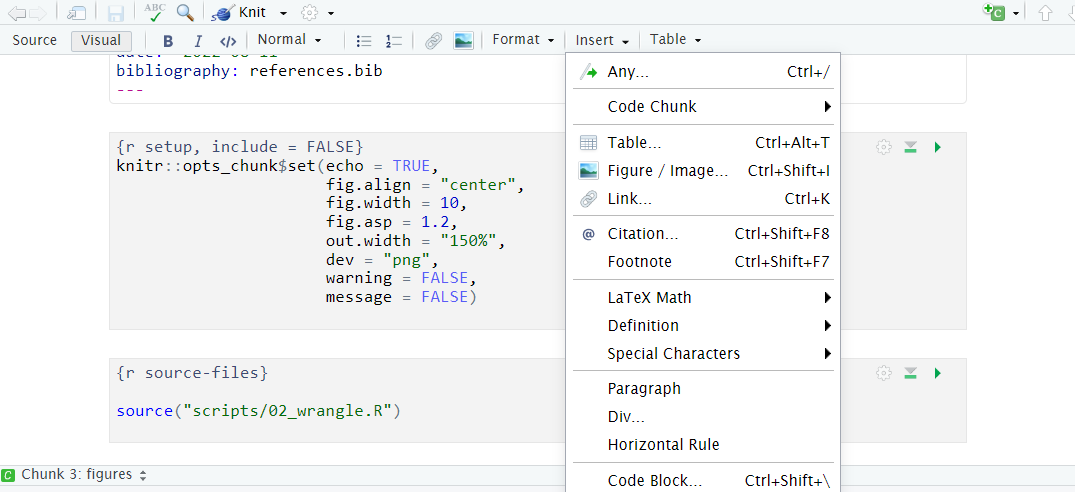 ABC
Knit
C
Source Visual B I </> Normal Format Insert Table
bibliography: references.bib
---
Any... Ctrl+/
Code Chunk
{r setup, include = FALSE}
Table... Ctrl+Alt+T
knitr::opts_chunk$set(echo = TRUE,
Figure / Image... Ctrl+Shift+I
fig.align = "center",
Link... Ctrl+K
fig.width = 10,
fig.asp = 1.2,
@ Citation... Ctrl+Shift+F8
out.width = "150%",
Footnote Ctrl+Shift+F7
dev = "png",
warning = FALSE,
LaTeX Math
message = FALSE)
Definition
Special Characters
{r source-files}
Paragraph
source("scripts/02_wrangle.R")
Div...
Horizontal Rule
C Chunk 3: figures
Code Block... Ctrl+Shift+\